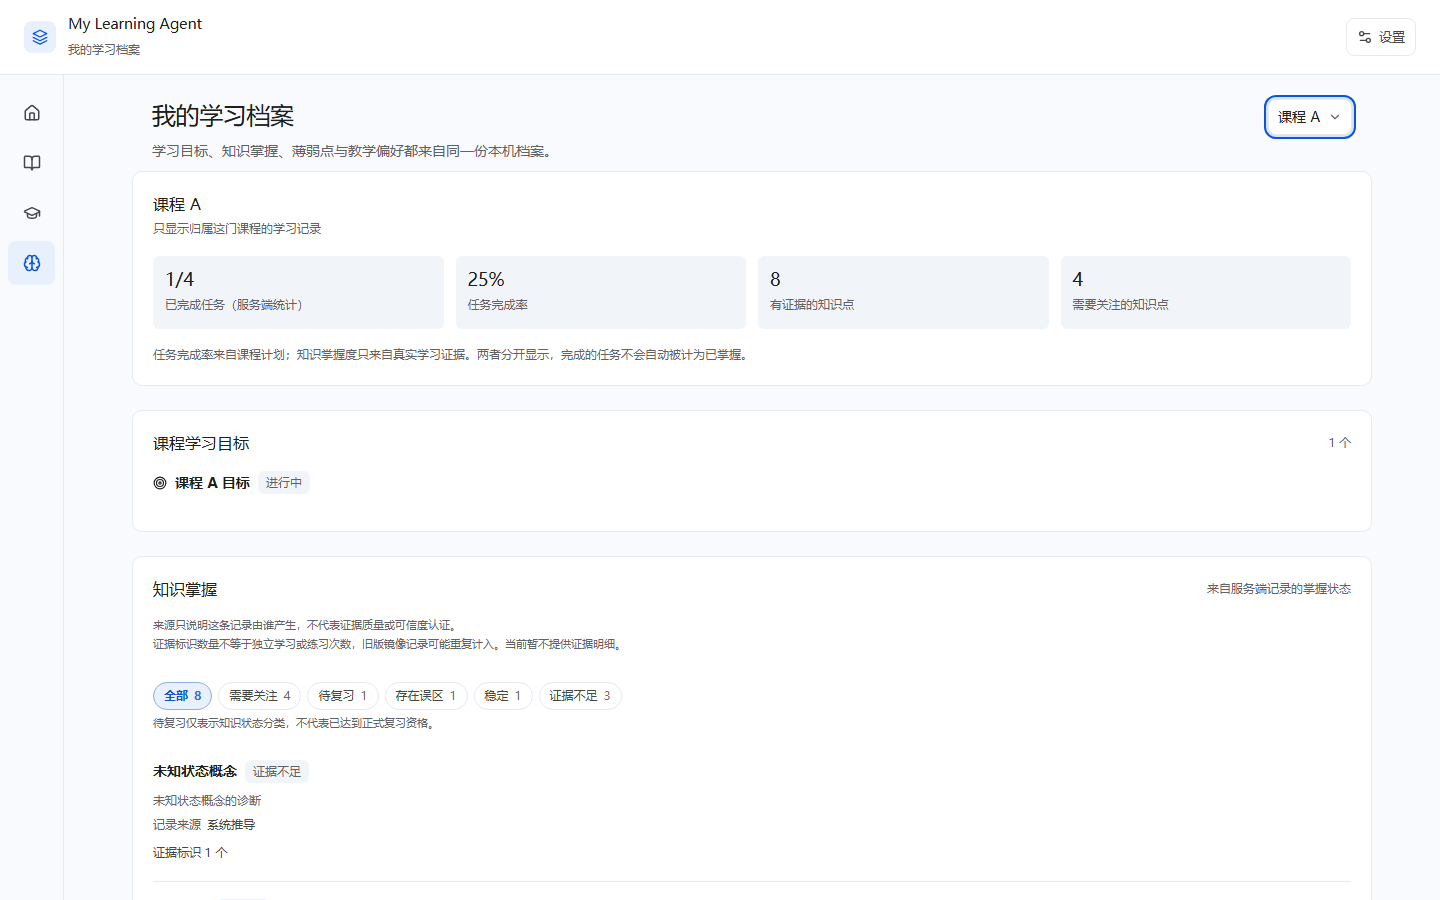 My Learning Agent
我的学习档案
设置
我的学习档案
课程 A
学习目标、知识掌握、薄弱点与教学偏好都来自同一份本机档案。
课程 A
只显示归属这门课程的学习记录
1/4
已完成任务（服务端统计）
25%
任务完成率
8
有证据的知识点
4
需要关注的知识点
任务完成率来自课程计划；知识掌握度只来自真实学习证据。两者分开显示，完成的任务不会自动被计为已掌握。
课程学习目标
1 个
课程 A 目标 进行中
知识掌握
来自服务端记录的掌握状态
来源只说明这条记录由谁产生，不代表证据质量或可信度认证。
证据标识数量不等于独立学习或练习次数，旧版镜像记录可能重复计入。当前暂不提供证据明细。
全部 8 需要关注 4 待复习 1 存在误区 1 稳定 1 证据不足 3
待复习仅表示知识状态分类，不代表已达到正式复习资格。
未知状态概念 证据不足
未知状态概念的诊断
记录来源 系统推导
证据标识 1 个